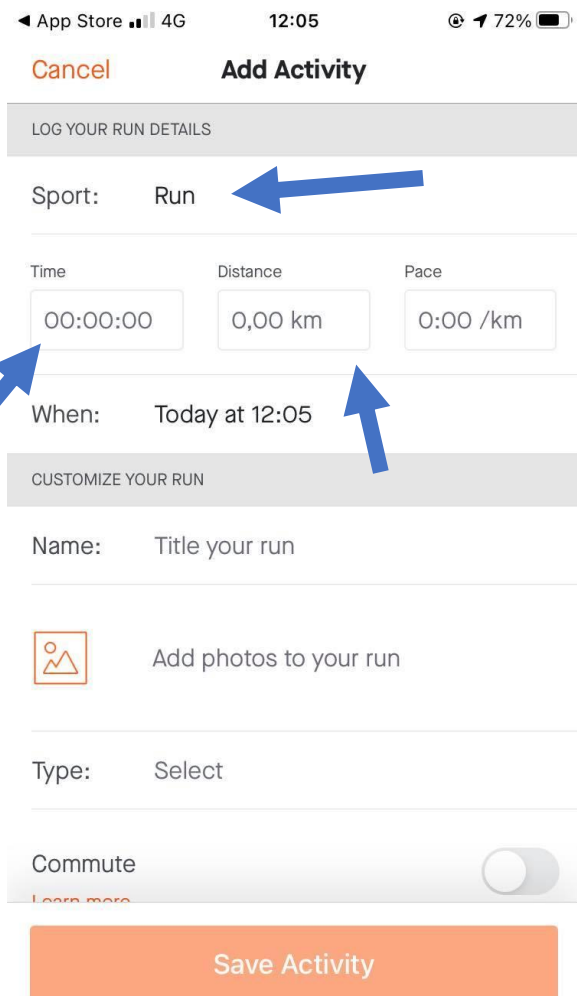 ◀ App Store 4G 12:05 72%
Cancel Add Activity
LOG YOUR RUN DETAILS
Sport: Run
Time Distance Pace
00:00:00 0,00 km 0:00 /km
When: Today at 12:05
CUSTOMIZE YOUR RUN
Name: Title your run
Add photos to your run
Type: Select
Commute
Learn more
Save Activity